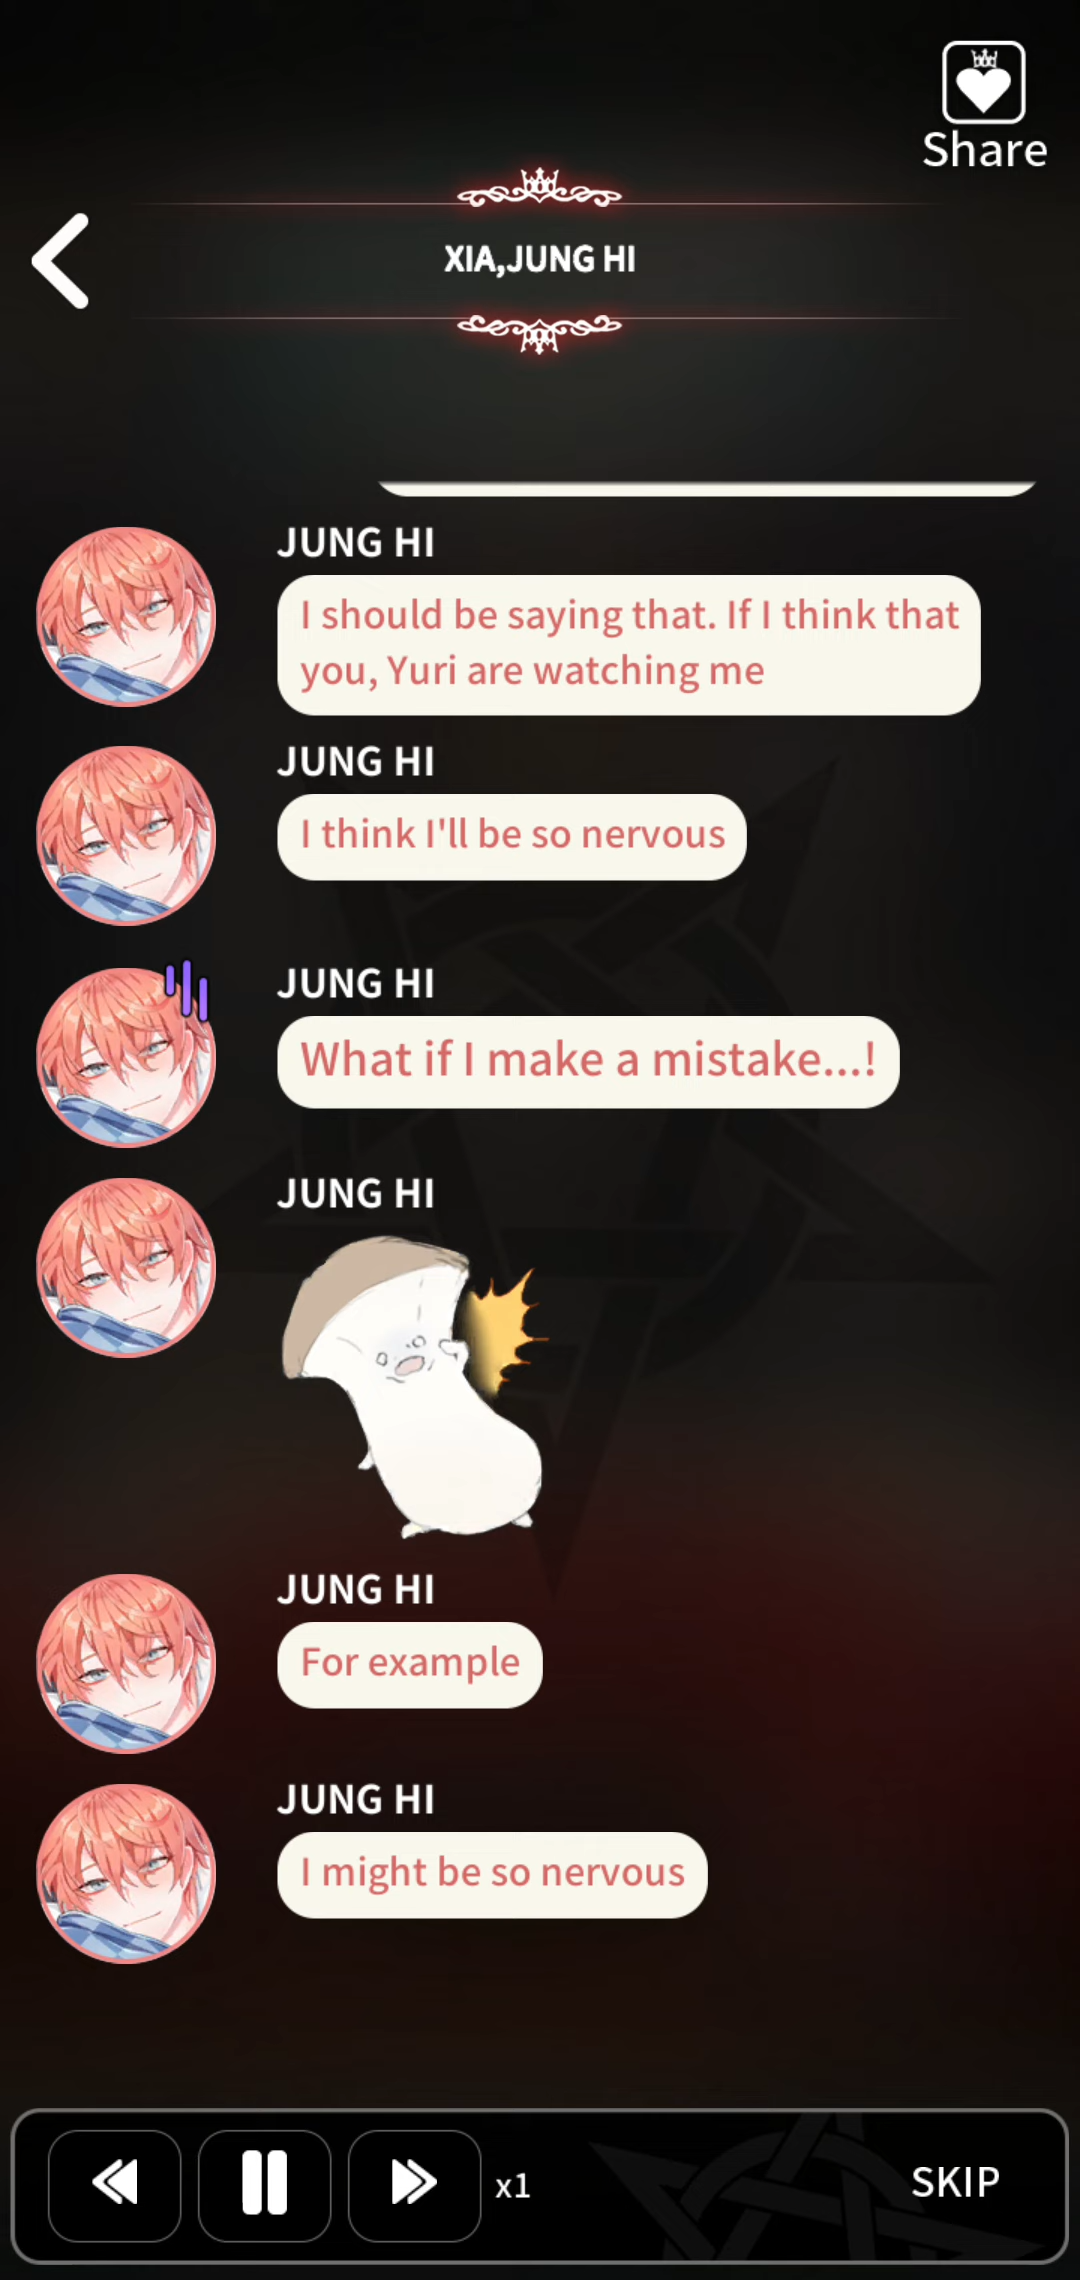 Share
XIA,JUNG HI
JUNG HI
I should be saying that. If I think that
you, Yuri are watching me
JUNG HI
I think I'll be so nervous
JUNG HI
What if I make a mistake...!
JUNG HI
JUNG HI
For example
JUNG HI
I might be so nervous
x1
SKIP